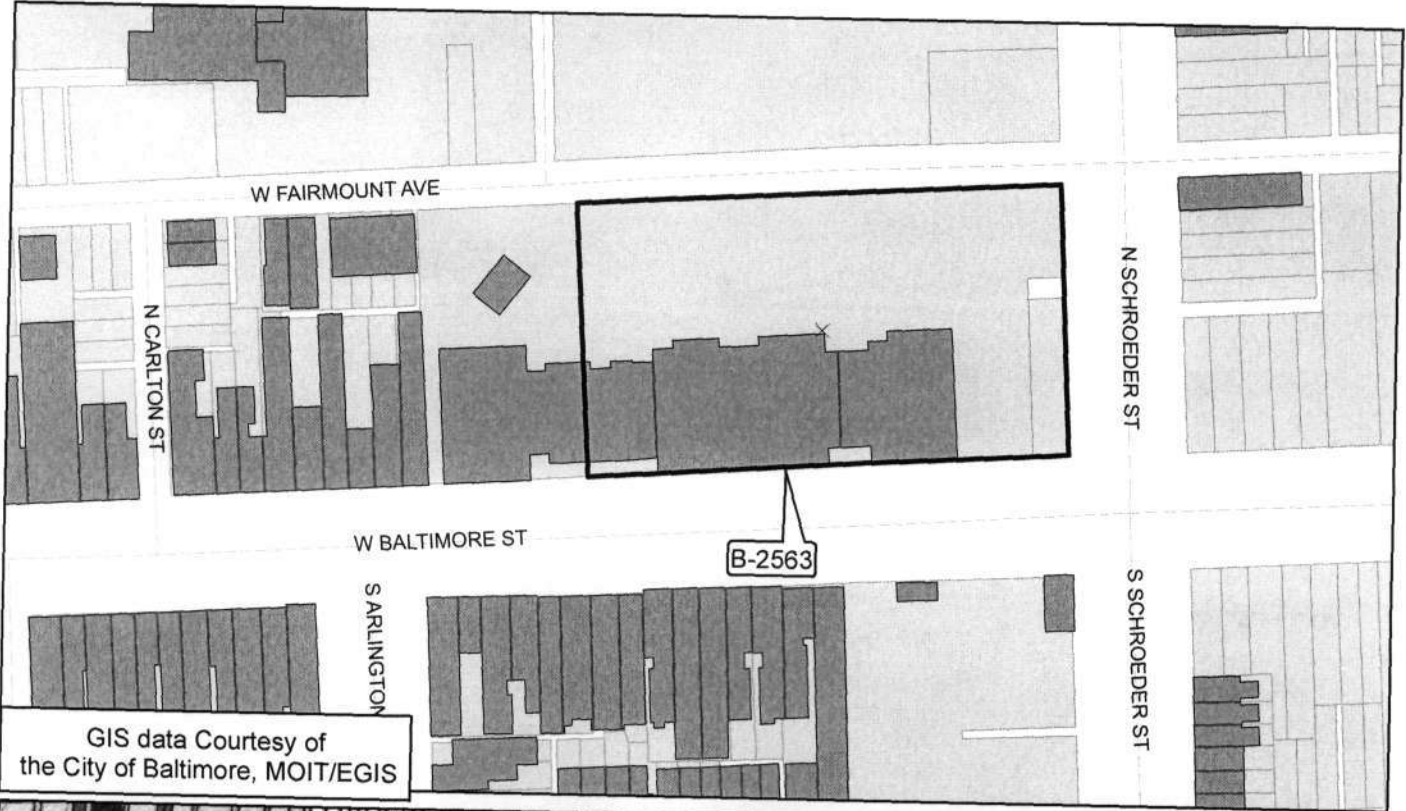 W FAIRMOUNT AVE
N CARLTON ST
N SCHROEDER ST
W BALTIMORE ST
B-2563
S ARLINGTON
S SCHROEDER ST
GIS data Courtesy of
the City of Baltimore, MOIT/EGIS